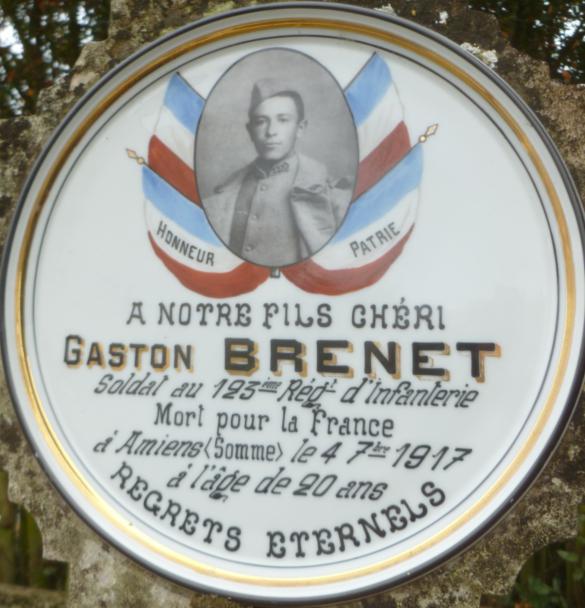 HONNEUR
PATRIE
A NOTRE FILS CHÉRI
GASTON BRENET
Soldat au 123ème Régt d'Infanterie
Mort pour la France
á Amiens (Somme) le 4 7bre 1917
á l'âge de 20 ans
REGRETS ETERNELS